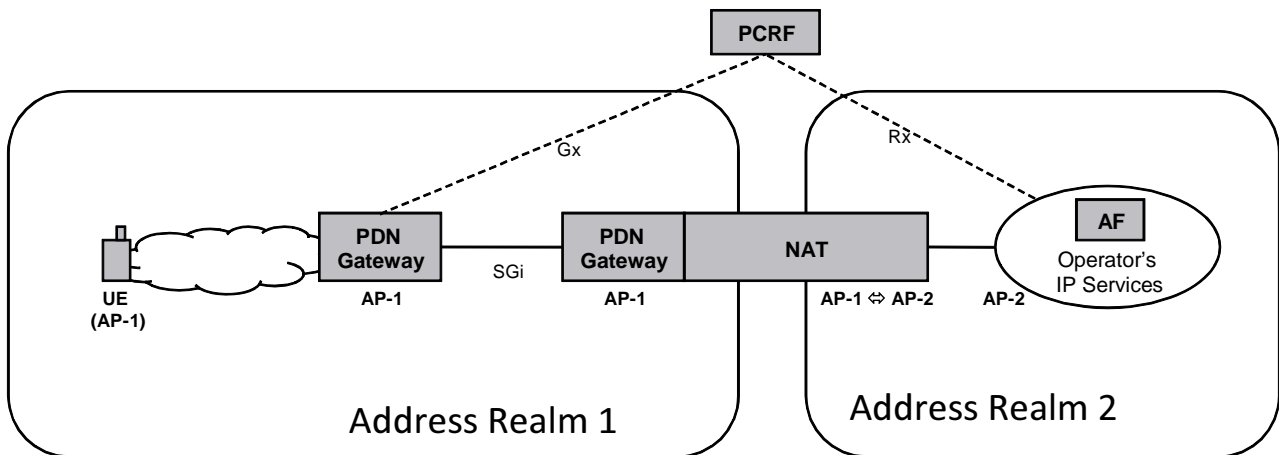 PCRF
Gx
Rx
PDN
Gateway
PDN
Gateway
NAT
AF
Operator's
IP Services
SGi
UE
(AP-1)
AP-1
AP-1
AP-1 ⇔ AP-2
AP-2
Address Realm 1
Address Realm 2